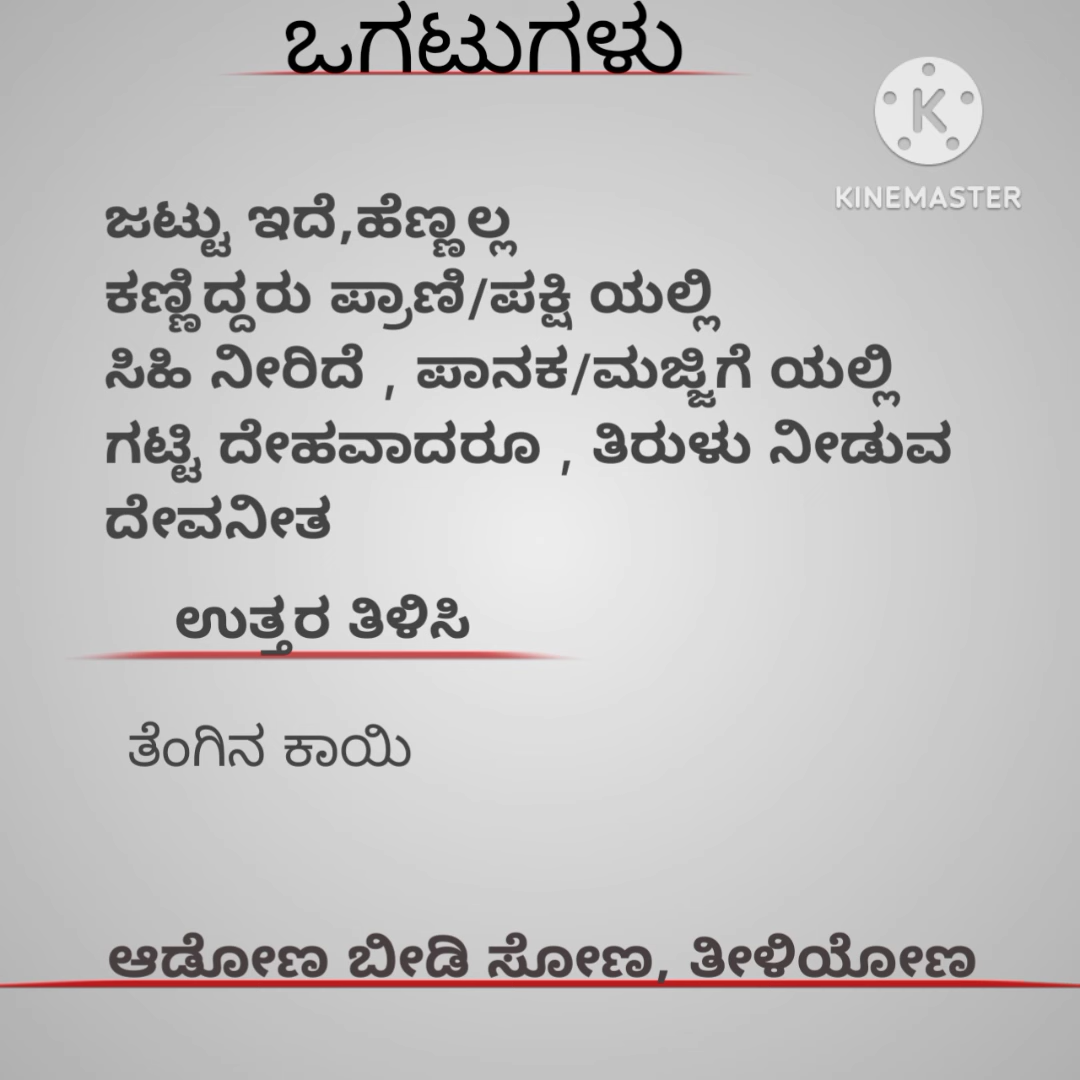 ಒಗಟುಗಳು
KINEMASTER
ಜಟ್ಟು ಇದೆ,ಹೆಣ್ಣಲ್ಲ
ಕಣ್ಣಿದ್ದರು ಪ್ರಾಣಿ/ಪಕ್ಷಿ ಯಲ್ಲಿ
ಸಿಹಿ ನೀರಿದೆ , ಪಾನಕ/ಮಜ್ಜಿಗೆ ಯಲ್ಲಿ
ಗಟ್ಟಿ ದೇಹವಾದರೂ , ತಿರುಳು ನೀಡುವ
ದೇವನೀತ
ಉತ್ತರ ತಿಳಿಸಿ
ತೆಂಗಿನ ಕಾಯಿ
ಆಡೋಣ ಬೀಡಿ ಸೋಣ, ತೀಳಿಯೋಣ